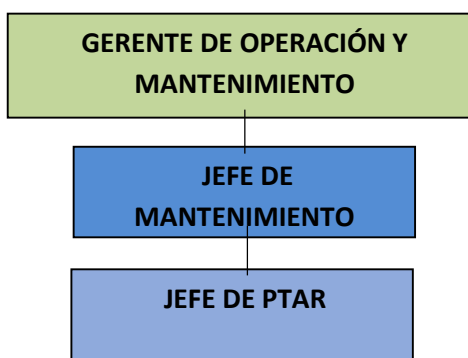 GERENTE DE OPERACIÓN Y
MANTENIMIENTO
JEFE DE
MANTENIMIENTO
JEFE DE PTAR